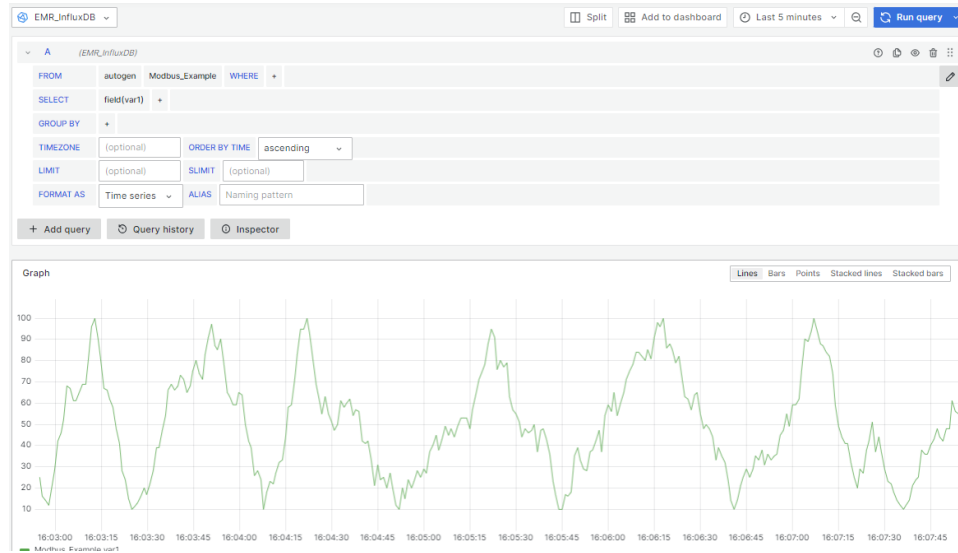 EMR_InfluxDB Split Add to dashboard Last 5 minutes Run query
A (EMR_InfluxDB)
FROM autogen Modbus_Example WHERE +
SELECT field(var1) +
GROUP BY +
TIMEZONE (optional) ORDER BY TIME ascending
LIMIT (optional) SLIMIT (optional)
FORMAT AS Time series ALIAS Naming pattern
+ Add query Query history Inspector
Graph Lines Bars Points Stacked lines Stacked bars
100
90
80
70
60
50
40
30
20
10
16:03:00 16:03:15 16:03:30 16:03:45 16:04:00 16:04:15 16:04:30 16:04:45 16:05:00 16:05:15 16:05:30 16:05:45 16:06:00 16:06:15 16:06:30 16:06:45 16:07:00 16:07:15 16:07:30 16:07:45
Modbus_Example.var1